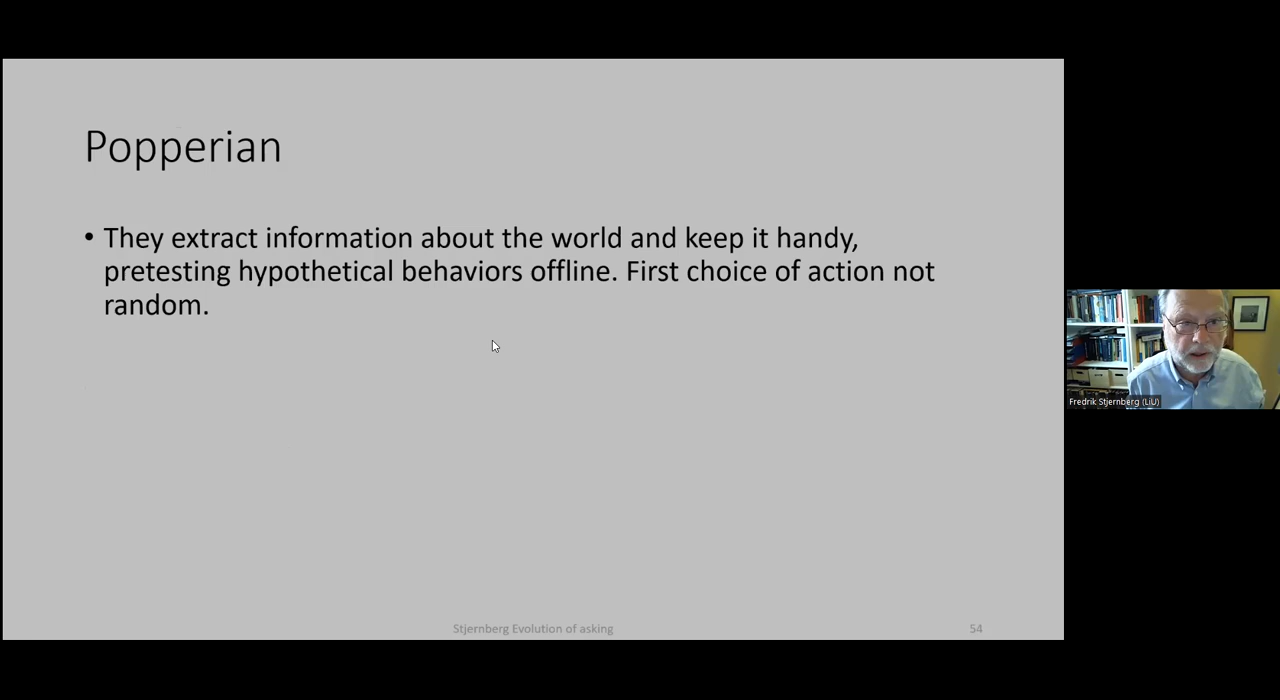 Popperian
• They extract information about the world and keep it handy,
pretesting hypothetical behaviors offline. First choice of action not
random.
Fredrik Stjernberg (LiU)
Stjernberg Evolution of asking
54